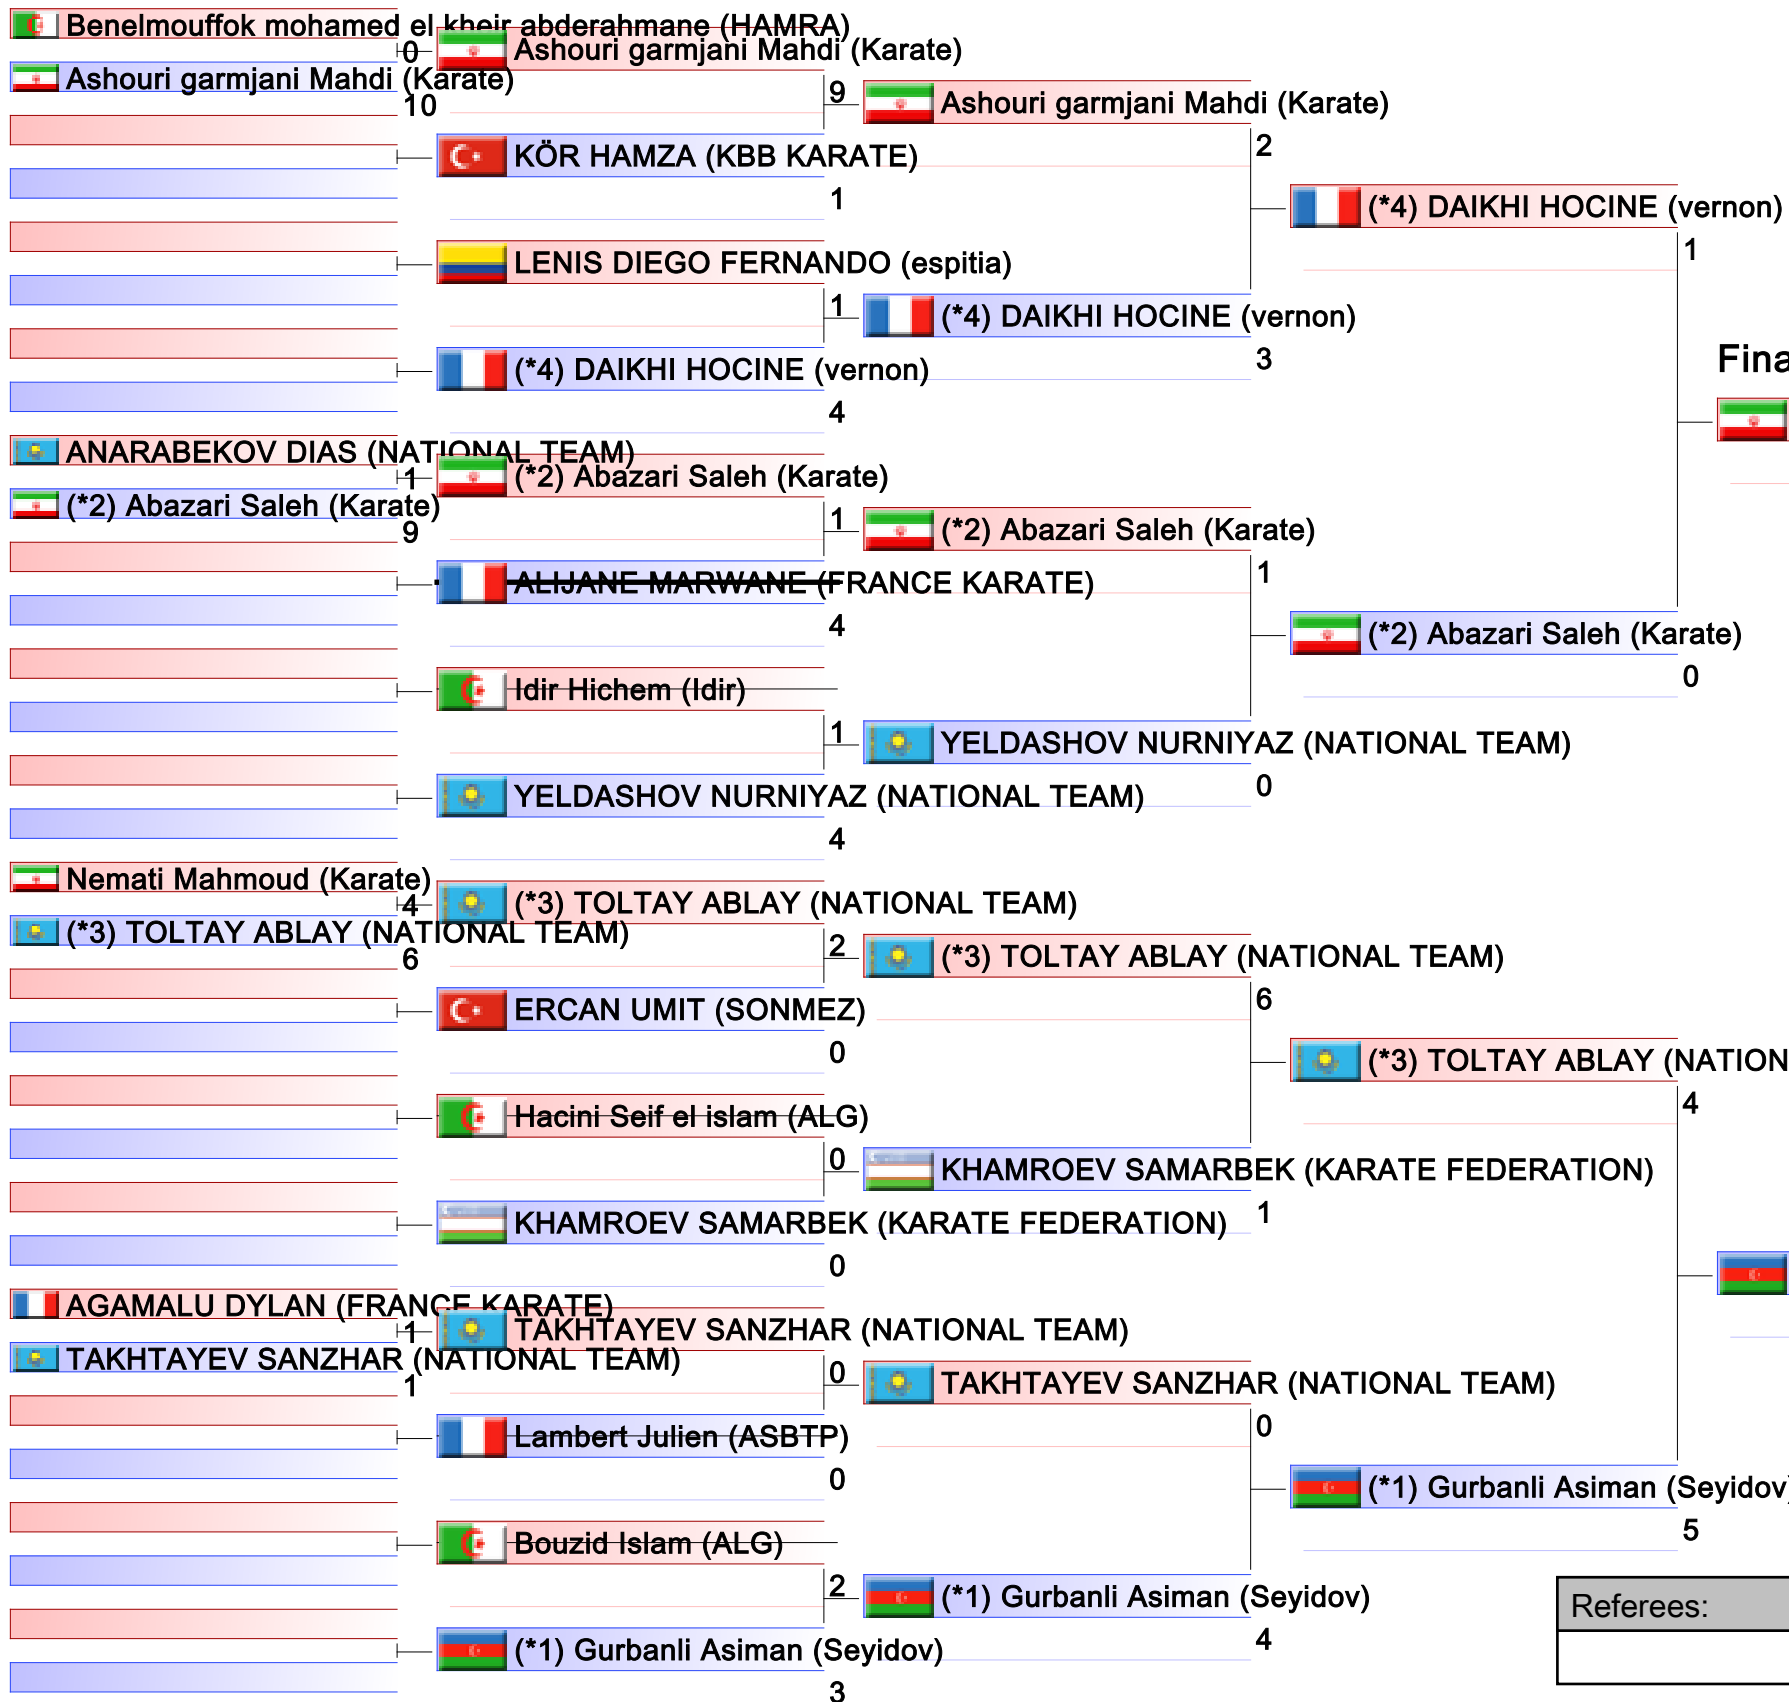 Benelmouffok mohamed el kheir abderahmane (HAMRA)
0
Ashouri garmjani Mahdi (Karate)
10
ANARABEKOV DIAS (NATIONAL TEAM)
1
(*2) Abazari Saleh (Karate)
9
Nemati Mahmoud (Karate)
4
(*3) TOLTAY ABLAY (NATIONAL TEAM)
6
AGAMALU DYLAN (FRANCE KARATE)
1
TAKHTAYEV SANZHAR (NATIONAL TEAM)
1
Ashouri garmjani Mahdi (Karate)
9
KÖR HAMZA (KBB KARATE)
1
LENIS DIEGO FERNANDO (espitia)
1
(*4) DAIKHI HOCINE (vernon)
4
(*2) Abazari Saleh (Karate)
1
ALIJANE MARWANE (FRANCE KARATE)
4
Idir Hichem (Idir)
1
YELDASHOV NURNIYAZ (NATIONAL TEAM)
4
(*3) TOLTAY ABLAY (NATIONAL TEAM)
2
ERCAN UMIT (SONMEZ)
0
Hacini Seif el islam (ALG)
0
KHAMROEV SAMARBEK (KARATE FEDERATION)
0
TAKHTAYEV SANZHAR (NATIONAL TEAM)
0
Lambert Julien (ASBTP)
0
Bouzid Islam (ALG)
2
(*1) Gurbanli Asiman (Seyidov)
3
Ashouri garmjani Mahdi (Karate)
2
(*4) DAIKHI HOCINE (vernon)
3
(*2) Abazari Saleh (Karate)
1
YELDASHOV NURNIYAZ (NATIONAL TEAM)
0
(*3) TOLTAY ABLAY (NATIONAL TEAM)
6
KHAMROEV SAMARBEK (KARATE FEDERATION)
1
TAKHTAYEV SANZHAR (NATIONAL TEAM)
0
(*1) Gurbanli Asiman (Seyidov)
4
(*4) DAIKHI HOCINE (vernon)
1
(*2) Abazari Saleh (Karate)
0
(*3) TOLTAY ABLAY (NATION
4
(*1) Gurbanli Asiman (Seyidov)
5
Fina
Referees: